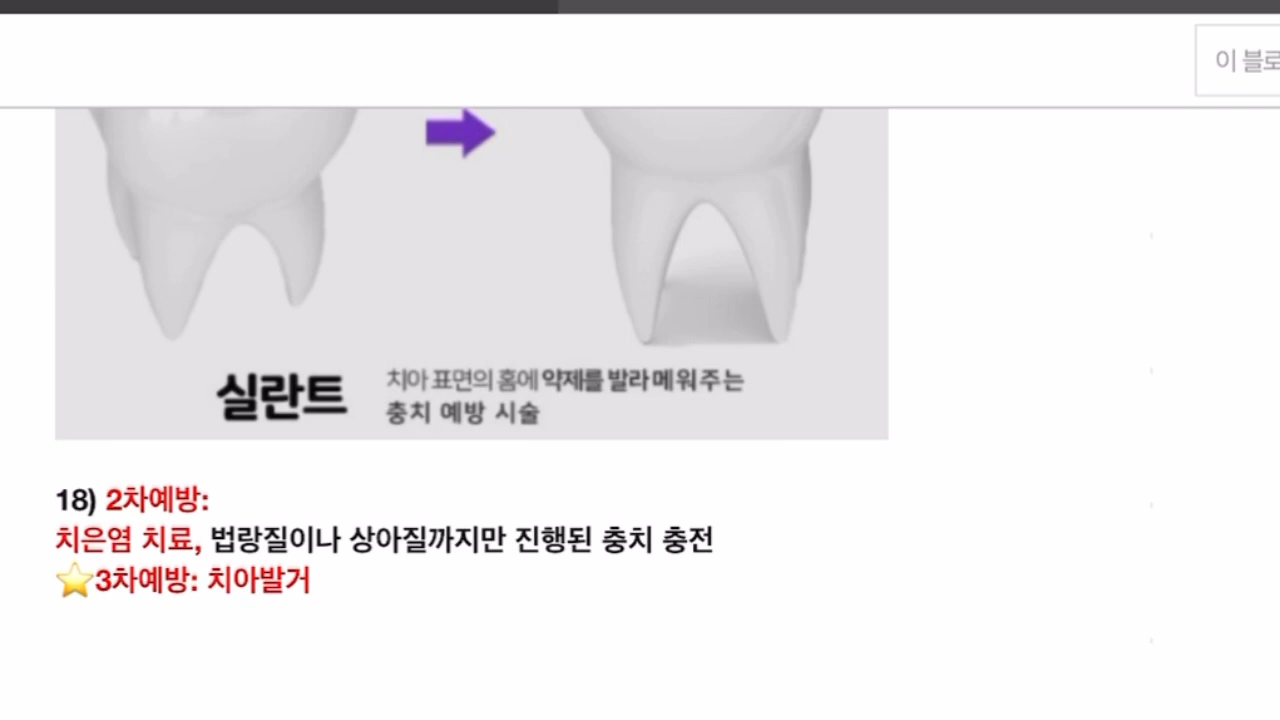 이 블로
실란트
치아 표면의 홈에 약제를 발라 메워주는
충치 예방 시술
18) 2차예방:
치은염 치료, 법랑질이나 상아질까지만 진행된 충치 충전
⭐3차예방: 치아발거